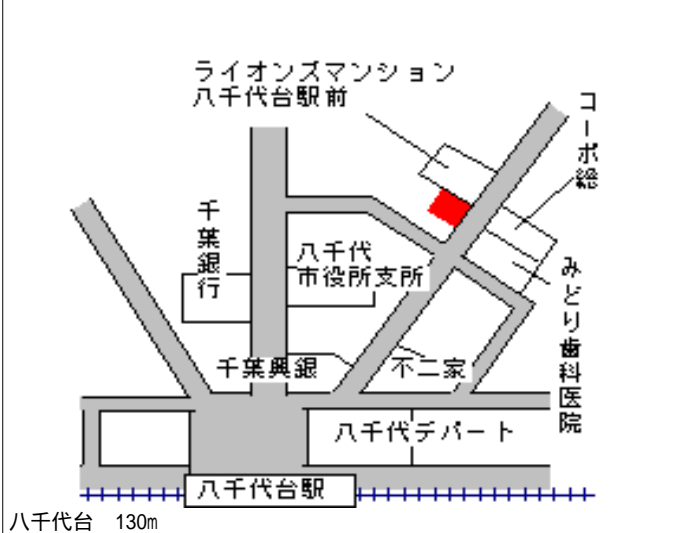 ライオンズマンション
八千代台駅前
コーポ総
千葉銀行
八千代
市役所支所
みどり歯科医院
千葉興銀
不二家
八千代デパート
八千代台駅
八千代台　130m